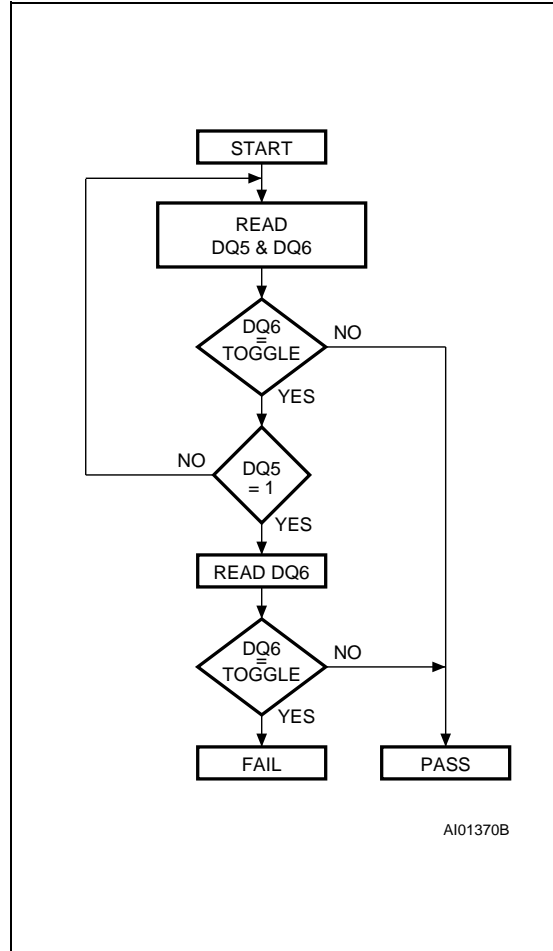 START
READ
DQ5 & DQ6
DQ6
=
TOGGLE
NO
YES
NO
DQ5
= 1
YES
READ DQ6
DQ6
=
TOGGLE
NO
YES
FAIL
PASS
AI01370B